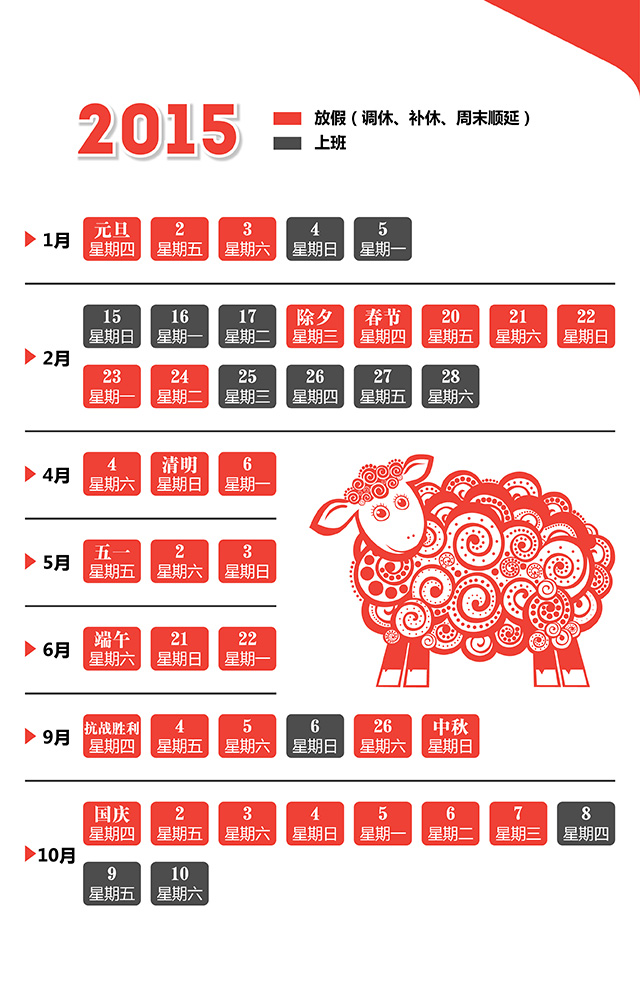 2015
放假（调休、补休、周末顺延）
上班
1月
元旦 2 3 4 5
星期四 星期五 星期六 星期日 星期一
2月
15 16 17 除夕 春节 20 21 22
星期日 星期一 星期二 星期三 星期四 星期五 星期六 星期日
23 24 25 26 27 28
星期一 星期二 星期三 星期四 星期五 星期六
4月
4 清明 6
星期六 星期日 星期一
5月
五一 2 3
星期五 星期六 星期日
6月
端午 21 22
星期六 星期日 星期一
9月
抗战胜利 4 5 6 26 中秋
星期四 星期五 星期六 星期日 星期六 星期日
10月
国庆 2 3 4 5 6 7 8
星期四 星期五 星期六 星期日 星期一 星期二 星期三 星期四
9 10
星期五 星期六